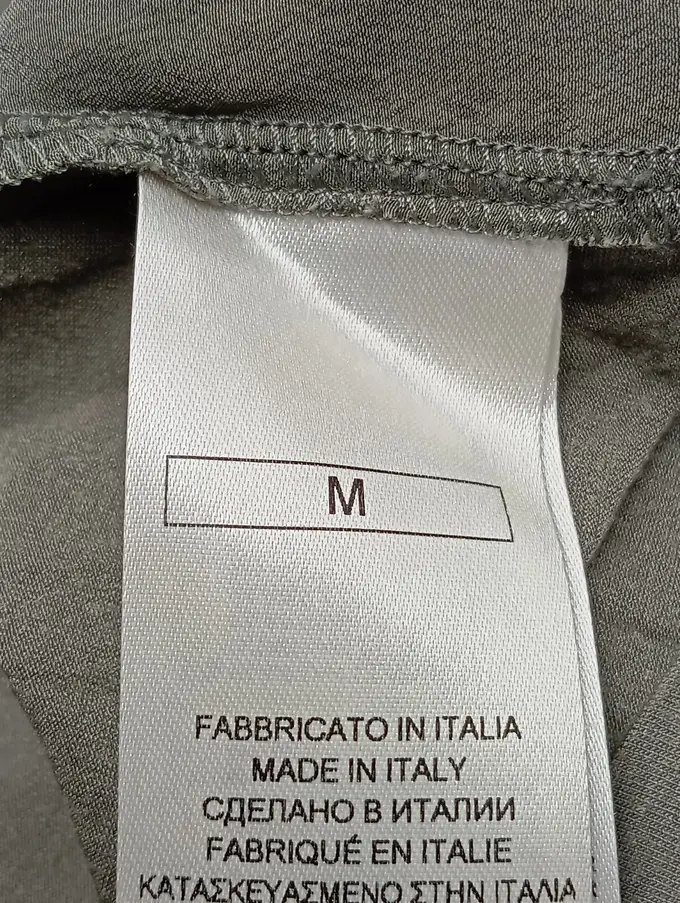 M
FABBRICATO IN ITALIA
MADE IN ITALY
СДЕЛАНО В ИТАЛИИ
FABRIQUÉ EN ITALIE
ΚΑΤΑΣΚΕΥΑΣΜΕΝΟ ΣΤΗΝ ΙΤΑΛΙΑ